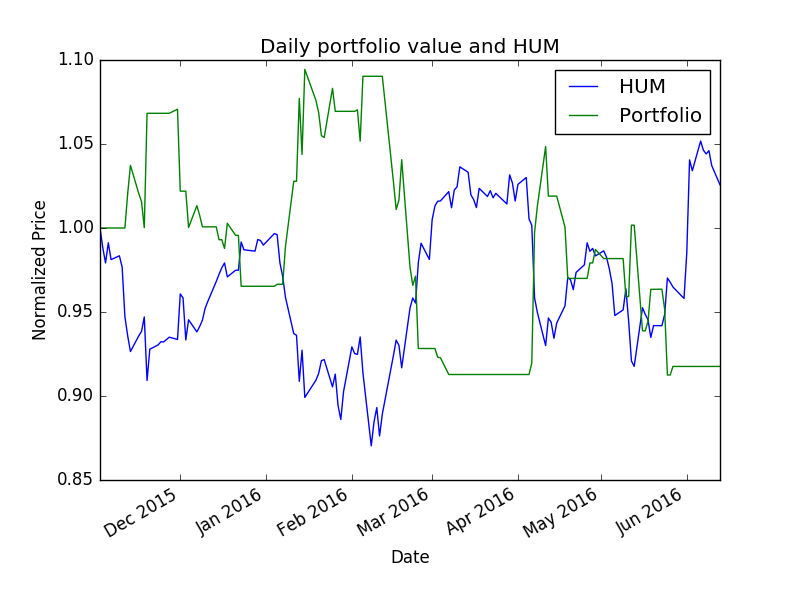 Daily portfolio value and HUM
1.10
1.05
1.00
0.95
0.90
0.85
Normalized Price
HUM
Portfolio
Dec 2015
Jan 2016
Feb 2016
Mar 2016
Apr 2016
May 2016
Jun 2016
Date